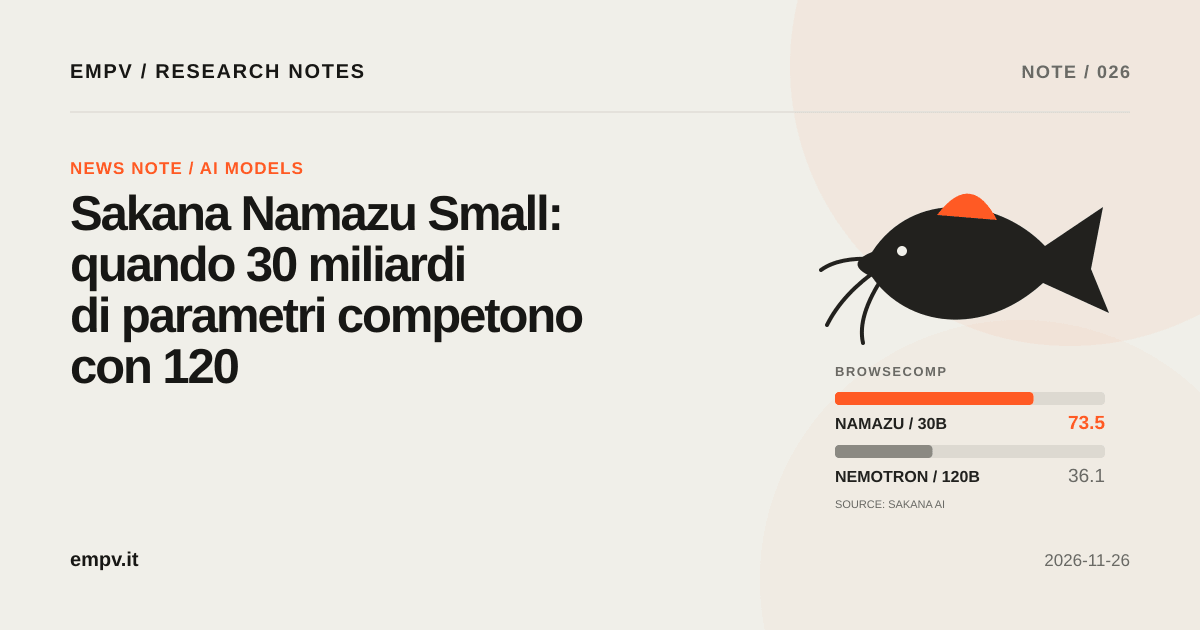 EMPV / RESEARCH NOTES
NOTE / 026
NEWS NOTE / AI MODELS
Sakana Namazu Small:
quando 30 miliardi
di parametri competono
con 120
BROWSECOMP
NAMAZU / 30B
73.5
NEMOTRON / 120B
36.1
SOURCE: SAKANA AI
empv.it
2026-11-26